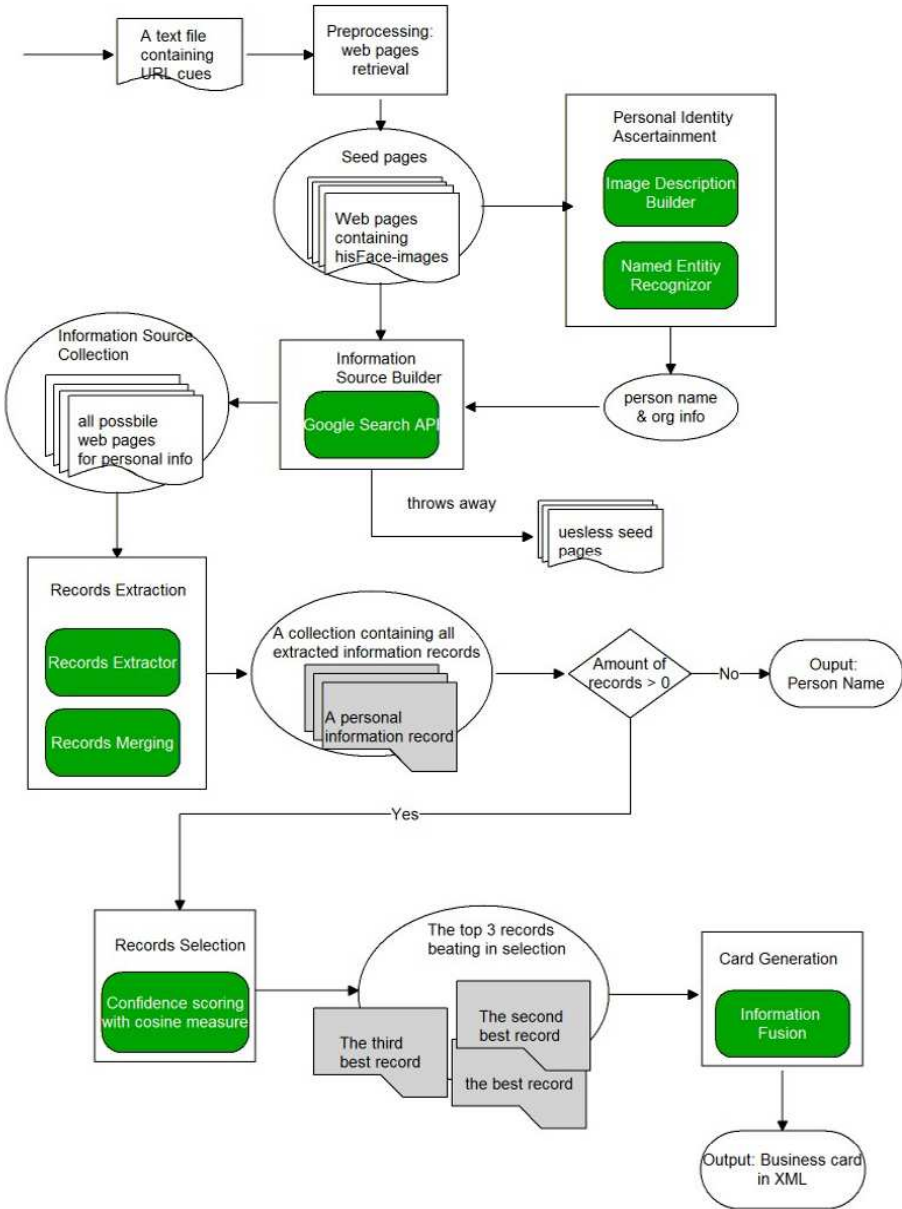 A text file
containing
URL cues
Preprocessing:
web pages
retrieval
Seed pages
Web pages
containing
hisFace-images
Personal Identity
Ascertainment
Image Description
Builder
Named Entitiy
Recognizor
person name
& org info
Information Source
Collection
all possbile
web pages
for personal info
Information
Source Builder
Google Search API
throws away
uesless seed
pages
Records Extraction
Records Extractor
Records Merging
A collection containing all
extracted information records
A personal
information record
Amount of
records > 0
No
Ouput:
Person Name
Yes
Records Selection
Confidence scoring
with cosine measure
The top 3 records
beating in selection
The third
best record
The second
best record
the best record
Card Generation
Information
Fusion
Output: Business card
in XML